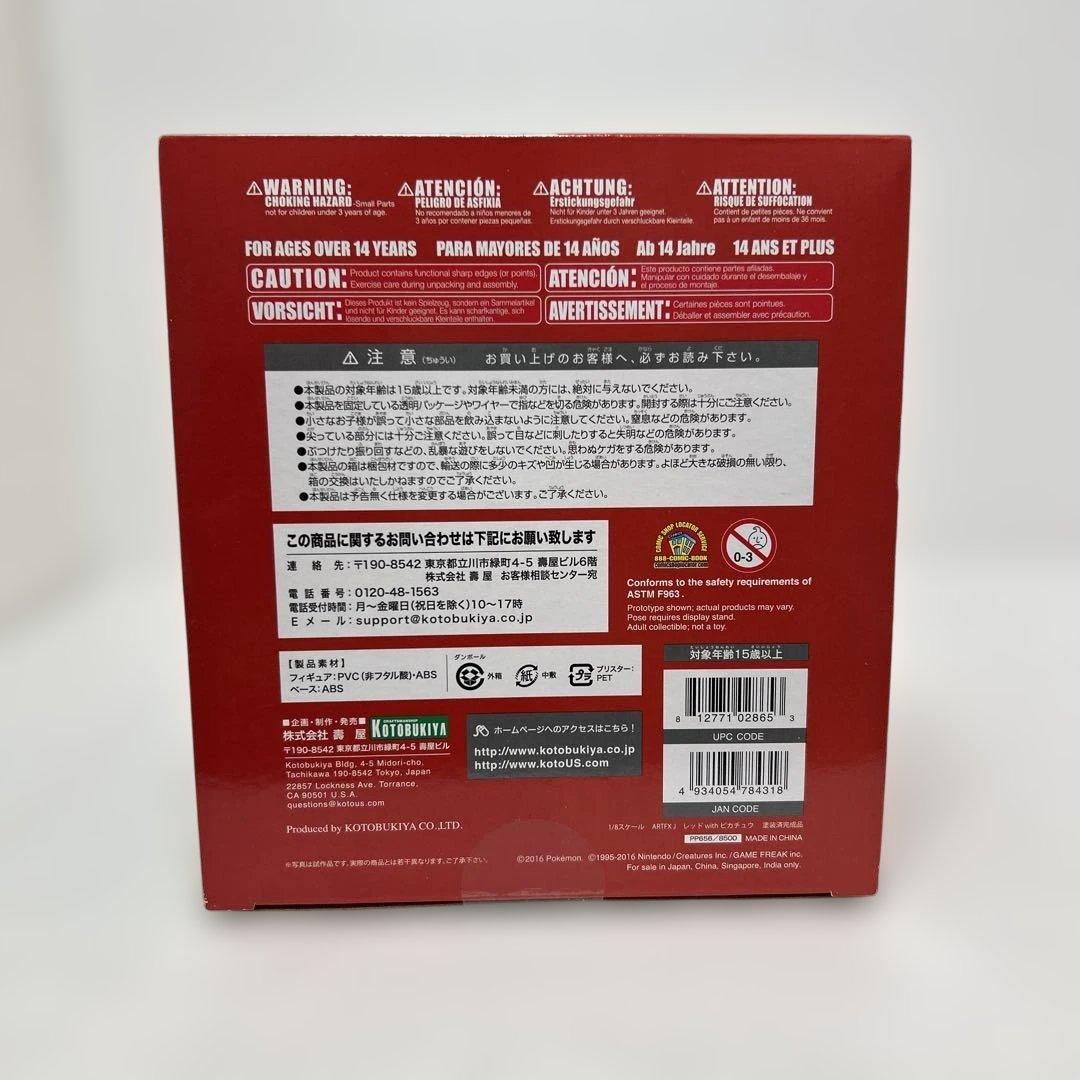 ⚠WARNING:
CHOKING HAZARD-Small Parts
not for children under 3 years of age.
⚠ATENCIÓN:
PELIGRO DE ASFIXIA
No recomendado a niños menores de
3 años por contener piezas pequeñas.
⚠ACHTUNG:
Erstickungsgefahr
Nicht für Kinder unter 3 Jahren geeignet.
Erstickungsgefahr durch verschluckbare Kleinteile.
⚠ATTENTION:
RISQUE DE SUFFOCATION
Contient de petites pièces. Ne convient
pas à un enfant de moins de 36 mois.
FOR AGES OVER 14 YEARS PARA MAYORES DE 14 AÑOS Ab 14 Jahre 14 ANS ET PLUS
CAUTION: Product contains functional sharp edges (or points).
Exercise care during unpacking and assembly.
ATENCIÓN: Este producto contiene partes afiladas.
Manipular con cuidado durante el desembalaje y
el proceso de montaje.
VORSICHT: Dieses Produkt ist kein Spielzeug, sondern ein Sammelartikel
und nicht für Kinder geeignet. Es kann scharfkantige, sich
lösende und verschluckbare Kleinteile enthalten.
AVERTISSEMENT: Certaines pièces sont pointues.
Déballer et assembler avec précaution.
⚠ 注 意 (ちゅうい) お買い上げのお客様へ、必ずお読み下さい。
●本製品の対象年齢は15歳以上です。対象年齢未満の方には、絶対に与えないでください。
●本製品を固定している透明パッケージやワイヤーで指などを切る危険があります。開封する際は十分にご注意ください。
●小さなお子様が誤って小さな部品を飲み込まないように注意してください。窒息などの危険があります。
●尖っている部分には十分ご注意ください。誤って目などに刺したりすると失明などの危険があります。
●ぶつけたり振り回すなどの、乱暴な遊びをしないでください。思わぬケガをする危険があります。
●本製品の箱は梱包材ですので、輸送の際に多少のキズや凹が生じる場合があります。よほど大きな破損の無い限り、
箱の交換はいたしかねますのでご了承ください。
●本製品は予告無く仕様を変更する場合がございます。ご了承ください。
この商品に関するお問い合わせは下記にお願い致します
連 絡 先:〒190-8542 東京都立川市緑町4-5 壽屋ビル6階
株式会社 壽 屋 お客様相談センター宛
電 話 番 号:0120-48-1563
電話受付時間:月〜金曜日(祝日を除く)10〜17時
E メ ー ル:support@kotobukiya.co.jp
COMIC SHOP LOCATOR SERVICE
888-COMIC-BOOK
comicshoplocator.com
0-3
Conforms to the safety requirements of
ASTM F963.
Prototype shown; actual products may vary.
Pose requires display stand.
Adult collectible; not a toy.
対象年齢15歳以上
【製品素材】
フィギュア:PVC(非フタル酸)・ABS
ベース:ABS
ダンボール
外箱
紙
中敷
プラ
ブリスター:
PET
8 12771 02865 3
UPC CODE
4 934054 784318
JAN CODE
■企画・制作・発売■
株式会社 壽 屋
CRAFTSMANSHIP
KOTOBUKIYA
〒190-8542 東京都立川市緑町4-5 壽屋ビル
Kotobukiya Bldg, 4-5 Midori-cho,
Tachikawa 190-8542 Tokyo, Japan
22857 Lockness Ave. Torrance,
CA 90501 U.S.A.
questions@kotous.com
ホームページへのアクセスはこちら!
http://www.kotobukiya.co.jp
http://www.kotoUS.com
Produced by KOTOBUKIYA CO.,LTD.
1/8スケール ARTFX J レッド with ピカチュウ 塗装済完成品
PP656/8500 MADE IN CHINA
※写真は試作品です。実際の商品とは若干異なります。ご了承下さい。
©2016 Pokémon. ©1995-2016 Nintendo/Creatures Inc./GAME FREAK inc.
For sale in Japan, China, Singapore, India only.